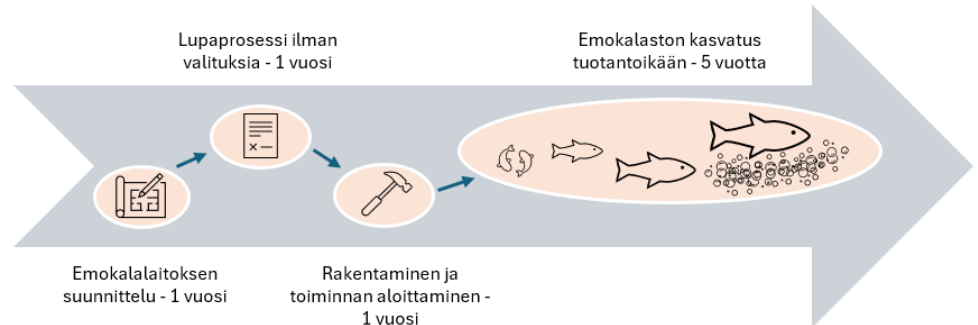 Lupaprosessi ilman
valituksia - 1 vuosi
Emokalaston kasvatus
tuotantoikään - 5 vuotta
Emokalalaitoksen
suunnittelu - 1 vuosi
Rakentaminen ja
toiminnan aloittaminen -
1 vuosi